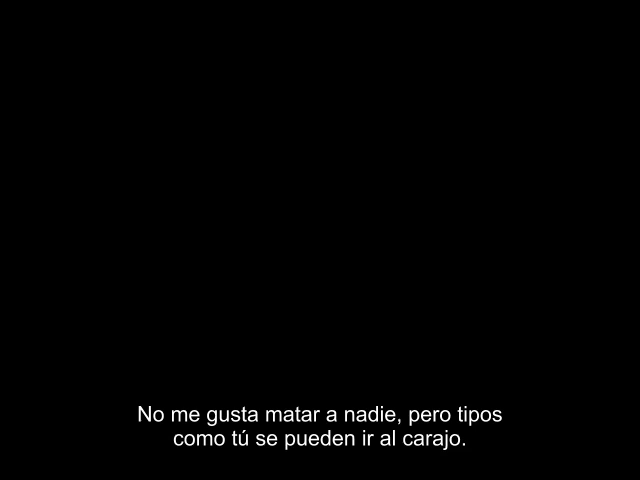 No me gusta matar a nadie, pero tipos
como tú se pueden ir al carajo.